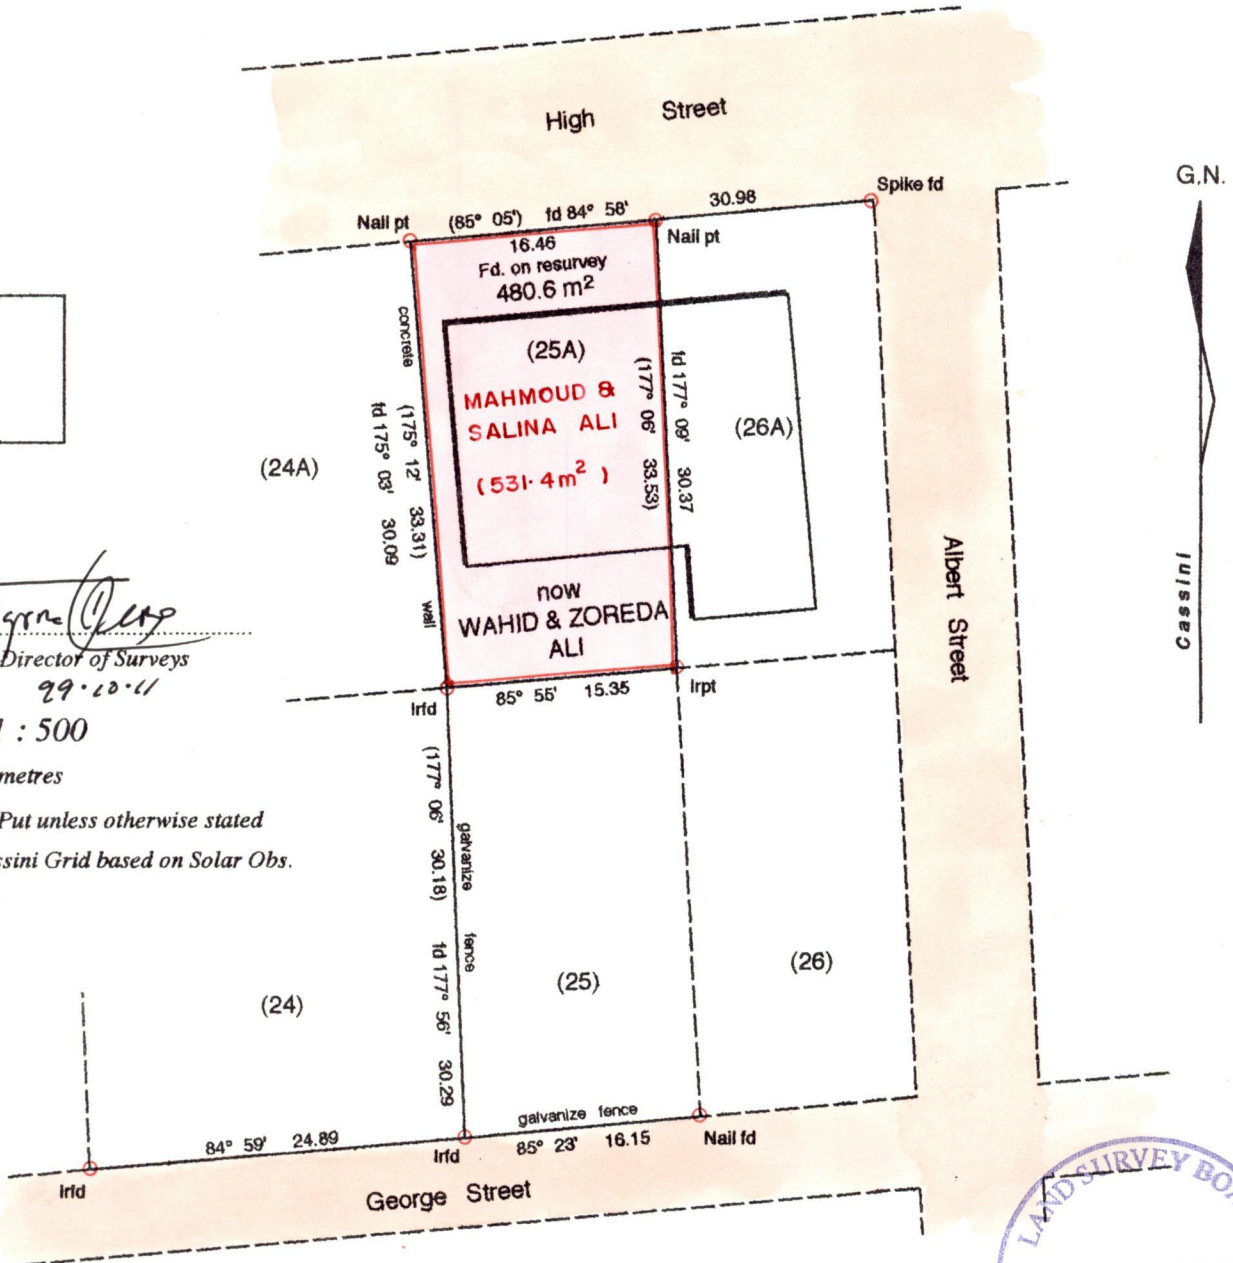 High Street
G.N.
Spike fd
Nail pt
(85° 05') fd 84° 58'
30.98
Nail pt
16.46
Fd. on resurvey
480.6 m²
concrete
(175° 12' 33.31)
fd 175° 03' 30.09
wall
(25A)
MAHMOUD &
SALINA ALI
(531.4m²)
fd 177° 09' 30.37
(177° 06' 33.53)
(26A)
(24A)
Albert Street
Cassini
now
WAHID & ZOREDA
ALI
Director of Surveys
99.10.11
: 500
metres
Put unless otherwise stated
ssini Grid based on Solar Obs.
Irfd
85° 55' 15.35
Irpt
(177° 06' 30.18)
fd 177° 56' 30.29
galvanize fence
(24)
(25)
(26)
84° 59' 24.89
galvanize fence
85° 23' 16.15
Irfd
Irfd
Nail fd
George Street
LAND SURVEY BO